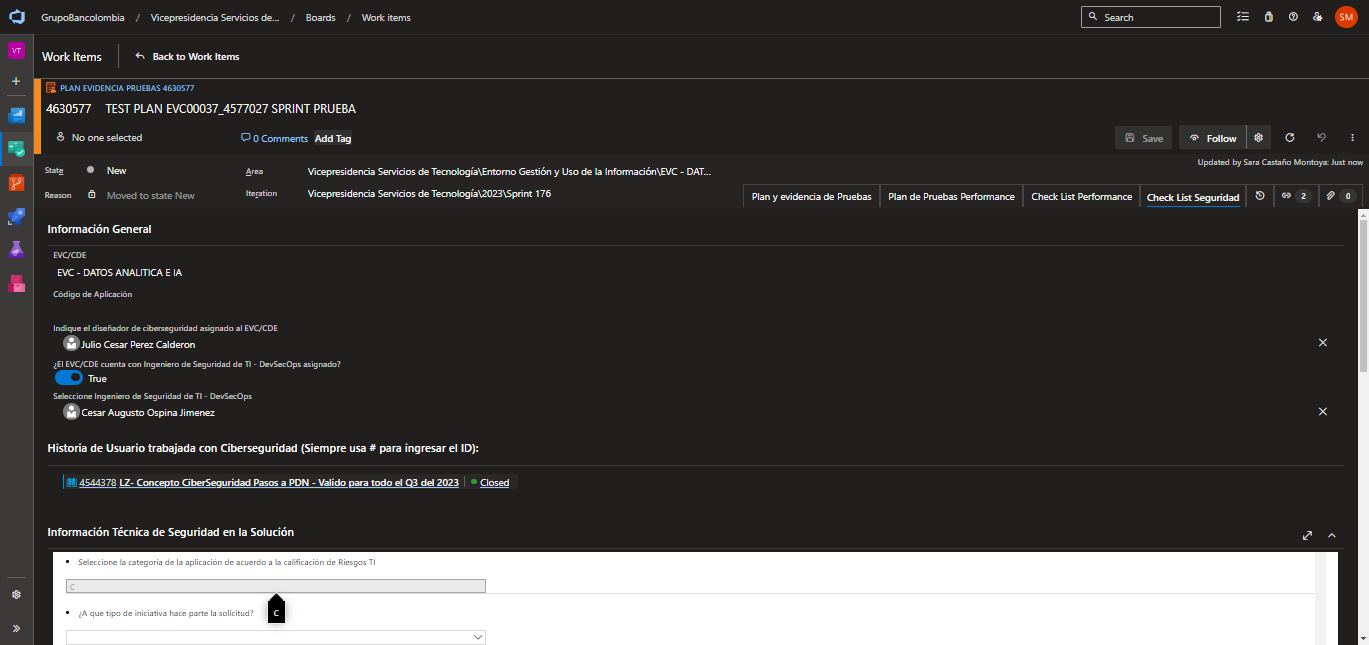 GrupoBancolombia / Vicepresidencia Servicios de... / Boards / Work items
Search
SM
VT
Work Items
Back to Work Items
PLAN EVIDENCIA PRUEBAS 4630577
4630577 TEST PLAN EVC00037_4577027 SPRINT PRUEBA
No one selected
0 Comments
Add Tag
Save
Follow
Updated by Sara Castaño Montoya: Just now
State New
Area Vicepresidencia Servicios de Tecnología\Entorno Gestión y Uso de la Información\EVC - DAT...
Reason Moved to state New
Iteration Vicepresidencia Servicios de Tecnología\2023\Sprint 176
Plan y evidencia de Pruebas
Plan de Pruebas Performance
Check List Performance
Check List Seguridad
2
0
Información General
EVC/CDE
EVC - DATOS ANALITICA E IA
Código de Aplicación
Indique el diseñador de ciberseguridad asignado al EVC/CDE
Julio Cesar Perez Calderon
¿El EVC/CDE cuenta con Ingeniero de Seguridad de TI - DevSecOps asignado?
True
Seleccione Ingeniero de Seguridad de TI - DevSecOps
Cesar Augusto Ospina Jimenez
Historia de Usuario trabajada con Ciberseguridad (Siempre usa # para ingresar el ID):
4544378 LZ- Concepto CiberSeguridad Pasos a PDN - Valido para todo el Q3 del 2023 Closed
Información Técnica de Seguridad en la Solución
• Seleccione la categoria de la aplicación de acuerdo a la calificación de Riesgos TI
C
• ¿A que tipo de iniciativa hace parte la solicitud?
C